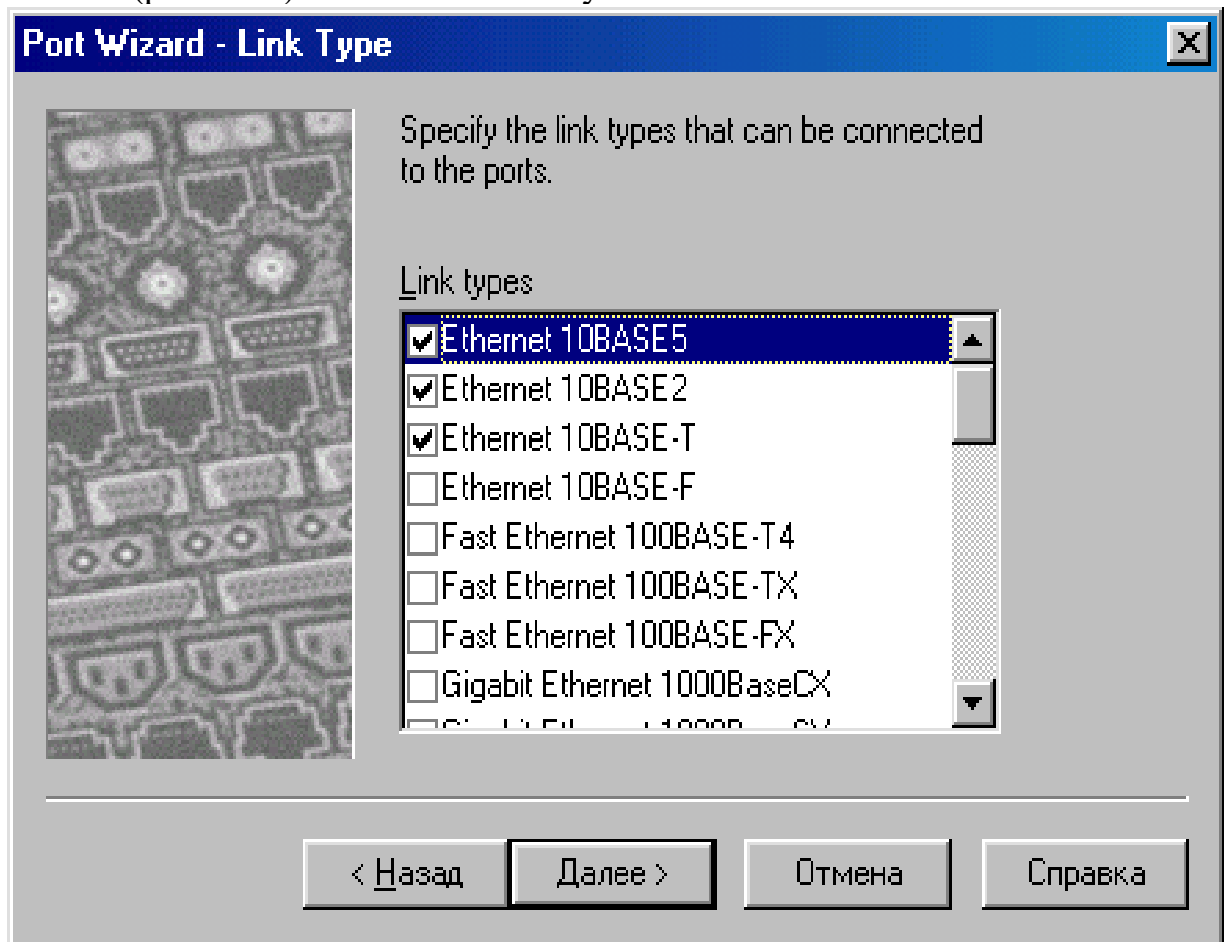 Port Wizard - Link Type
Specify the link types that can be connected
to the ports.
Link types
Ethernet 10BASE5
Ethernet 10BASE2
Ethernet 10BASE-T
Ethernet 10BASE-F
Fast Ethernet 100BASE-T4
Fast Ethernet 100BASE-TX
Fast Ethernet 100BASE-FX
Gigabit Ethernet 1000BaseCX
< Назад
Далее >
Отмена
Справка